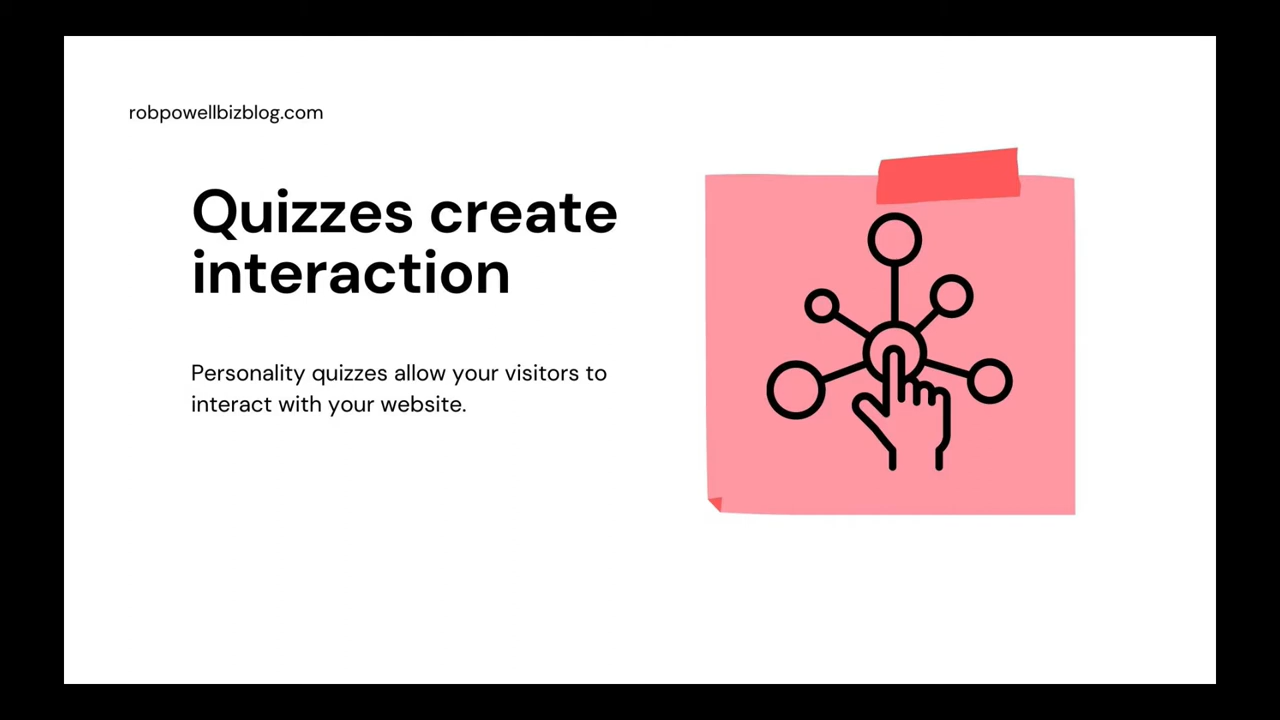 robpowellbizblog.com
Quizzes create
interaction
Personality quizzes allow your visitors to
interact with your website.